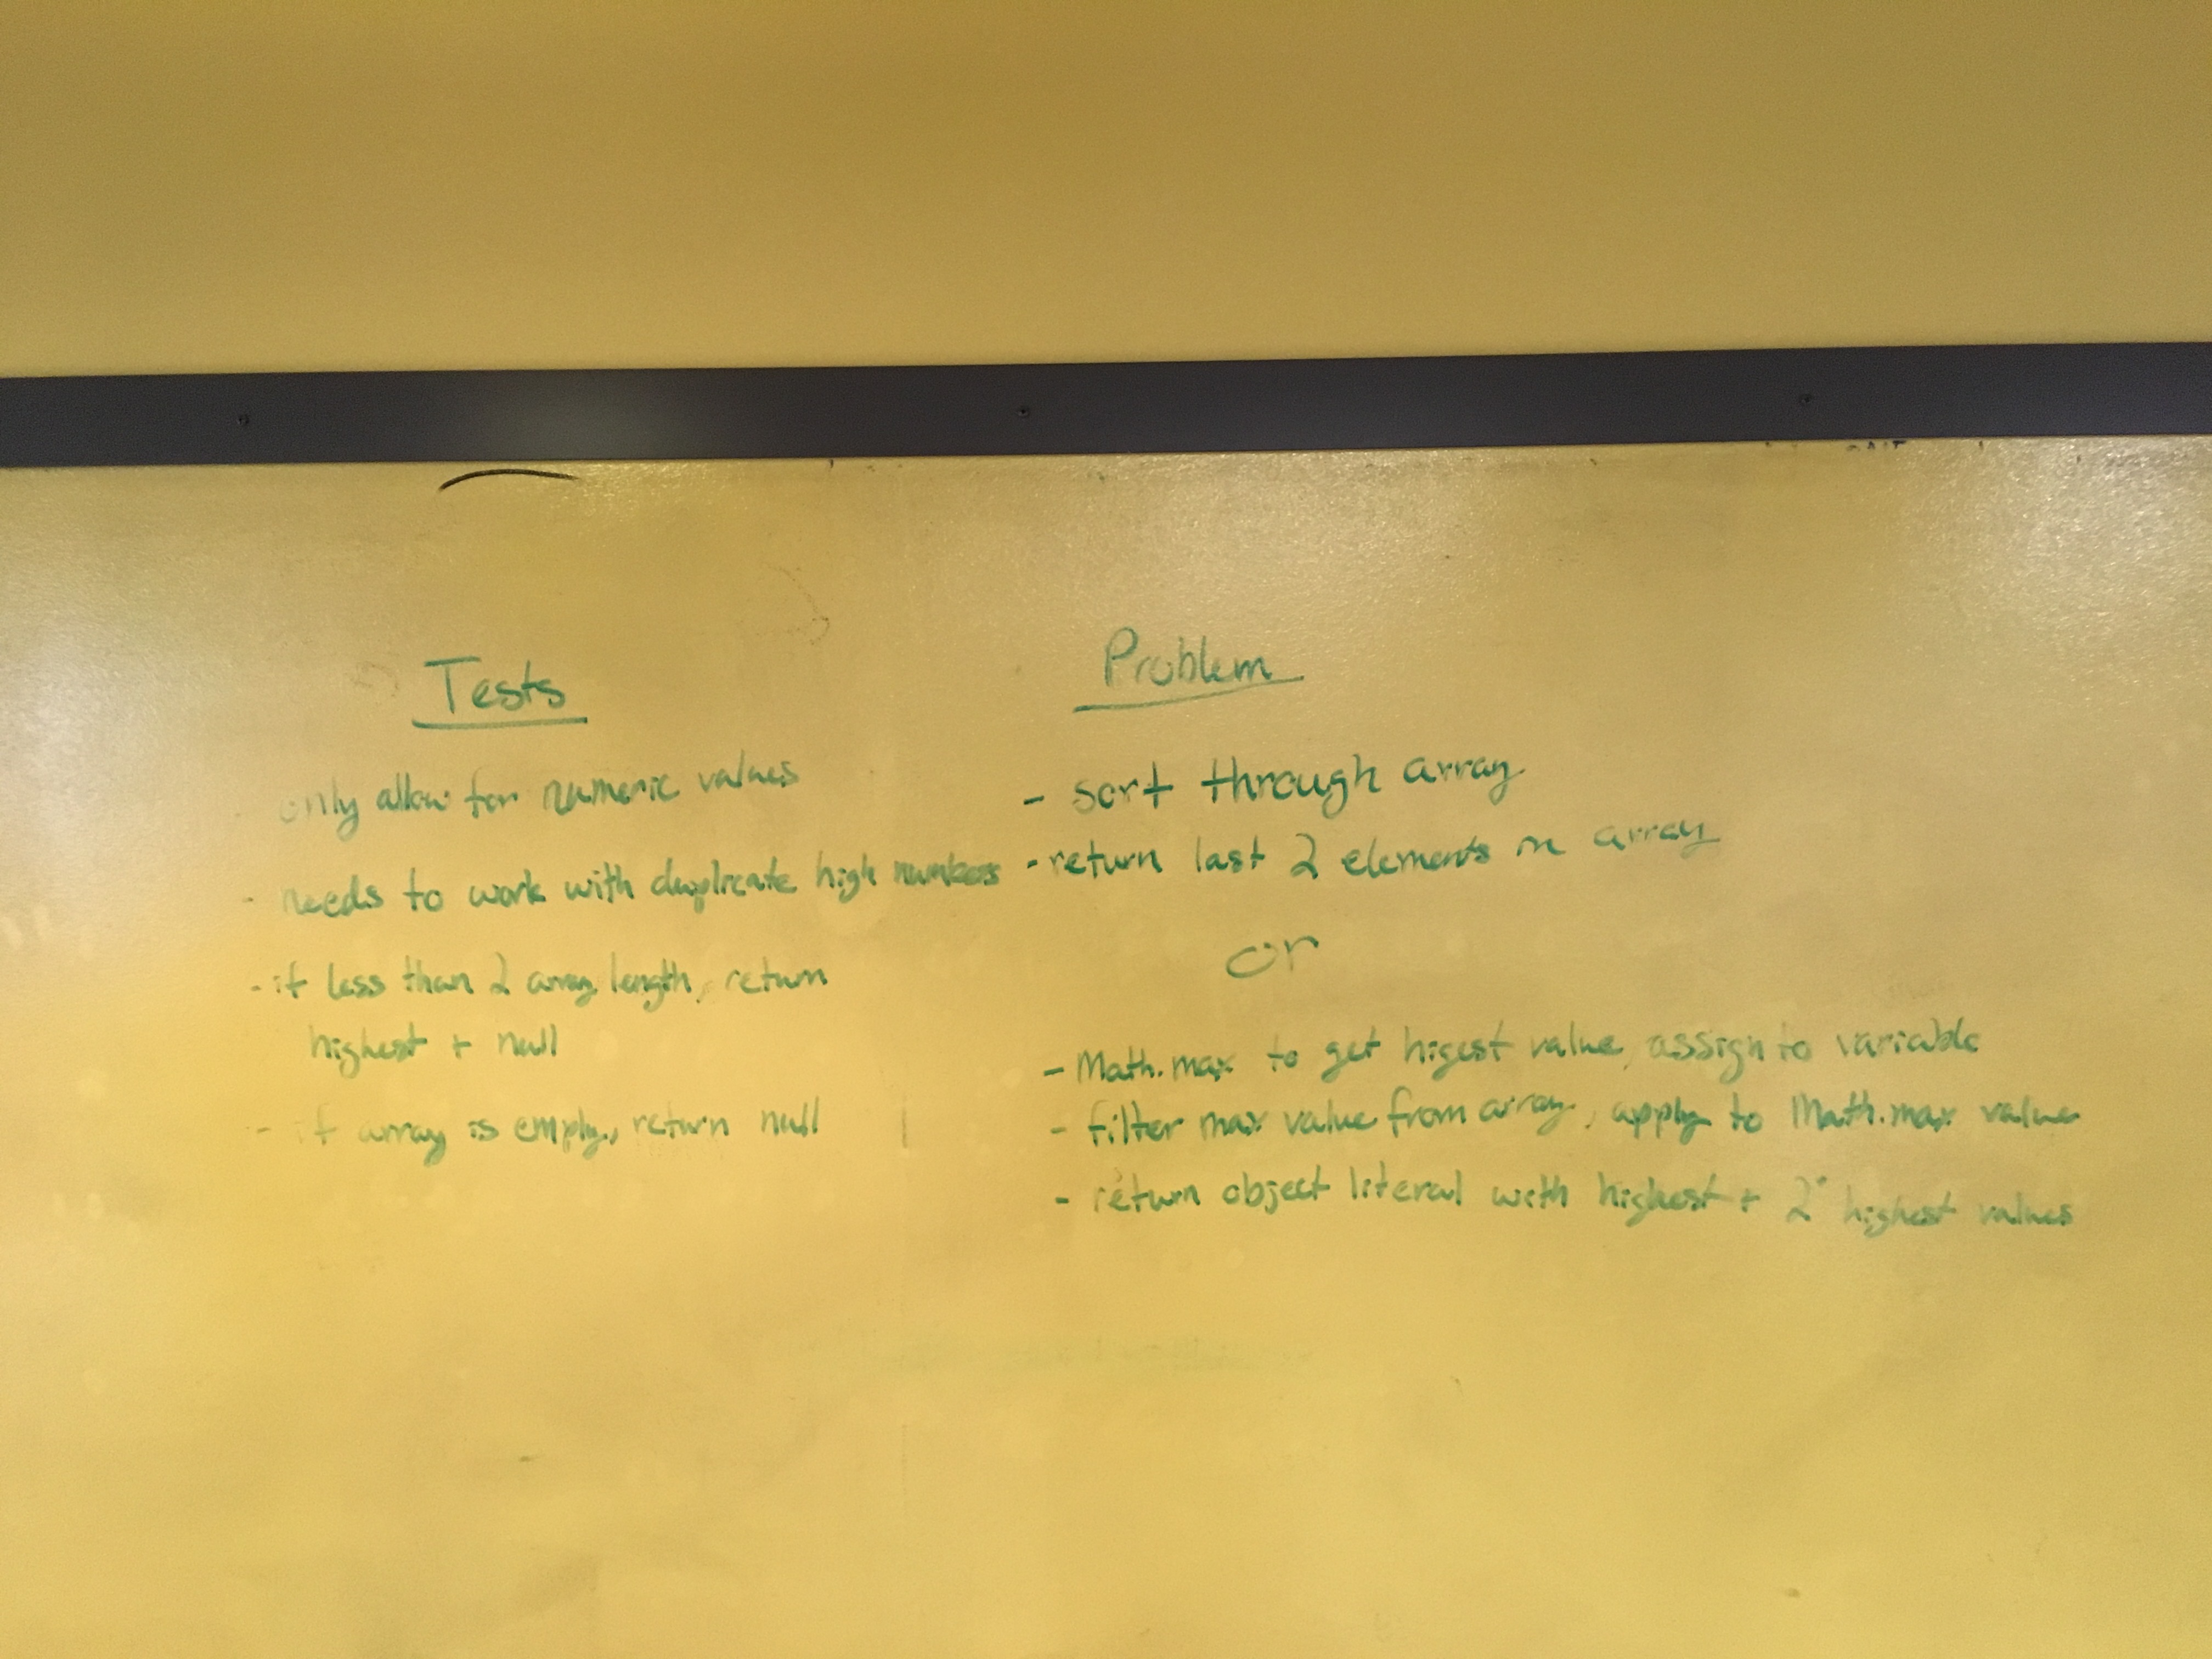 Tests
only allow for numeric values
- needs to work with duplicate high numbers
- if less than 2 array length, return
highest + null
- if array is empty, return null
Problem
- sort through array
- return last 2 elements in array
or
- Math.max to get higest value, assign to variable
- filter max value from array, apply to Math.max value
- return object literal with highest + 2° highest values